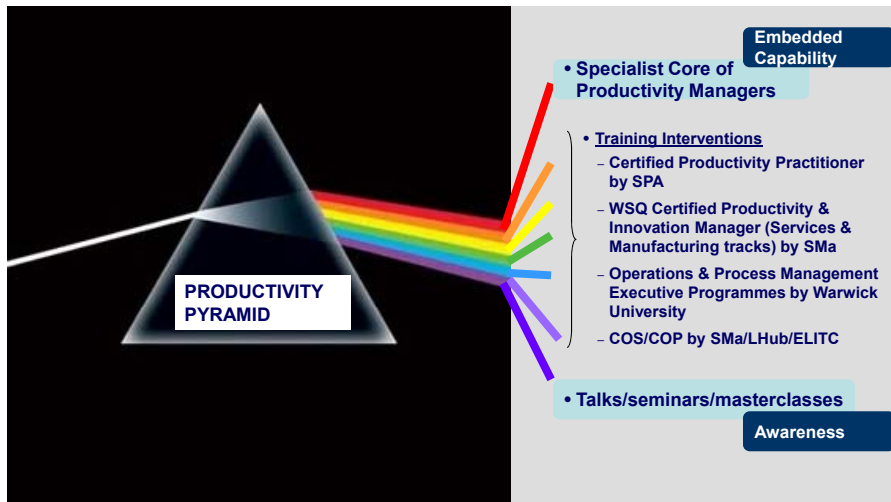 Embedded
Capability
• Specialist Core of
Productivity Managers
• Training Interventions
– Certified Productivity Practitioner
by SPA
– WSQ Certified Productivity &
Innovation Manager (Services &
Manufacturing tracks) by SMa
– Operations & Process Management
Executive Programmes by Warwick
University
– COS/COP by SMa/LHub/ELITC
PRODUCTIVITY
PYRAMID
• Talks/seminars/masterclasses
Awareness